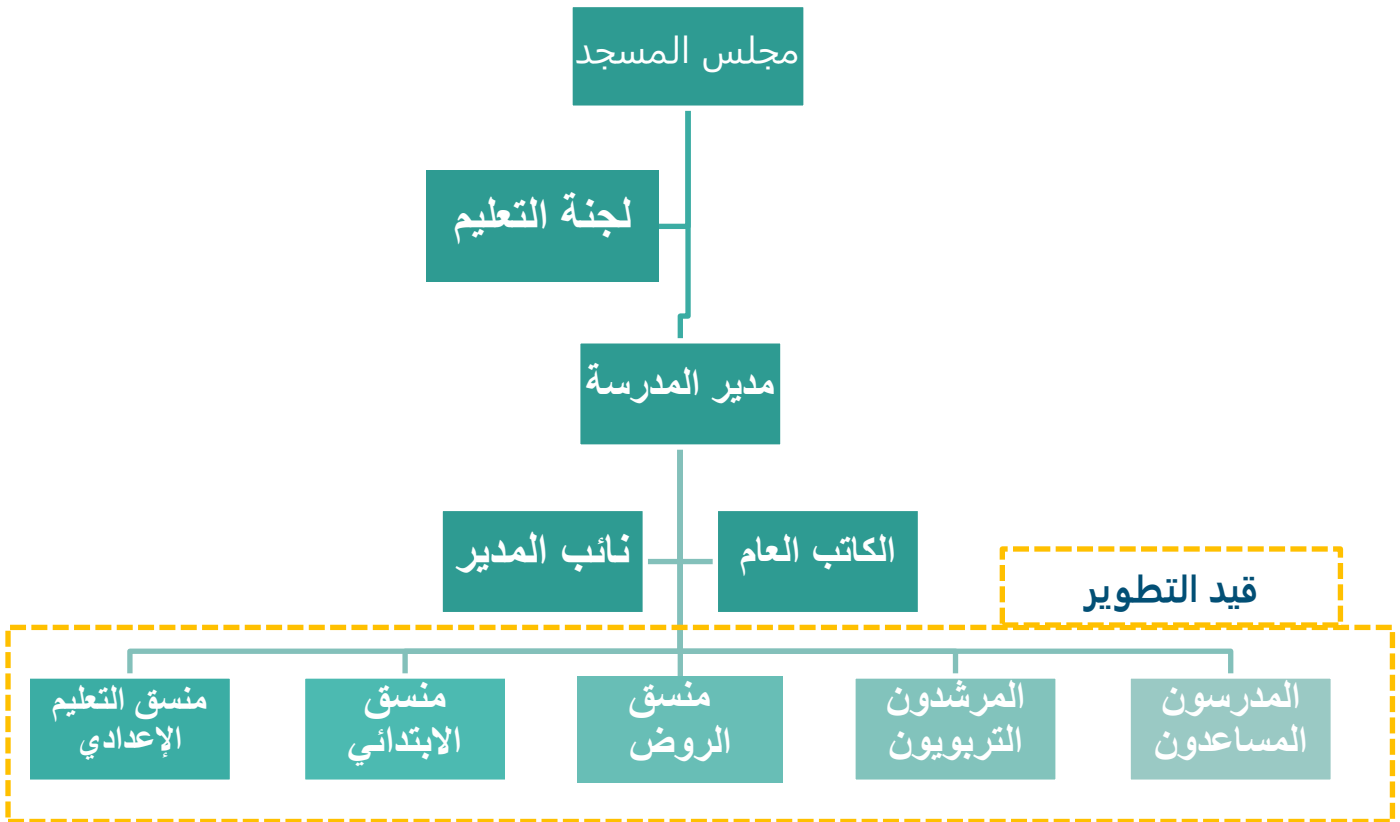 مجلس المسجد
لجنة التعليم
مدير المدرسة
الكاتب العام
نائب المدير
قيد التطوير
المدرسون
المساعدون
المرشدون
التربويون
منسق
الروض
منسق
الابتدائي
منسق التعليم
الإعدادي